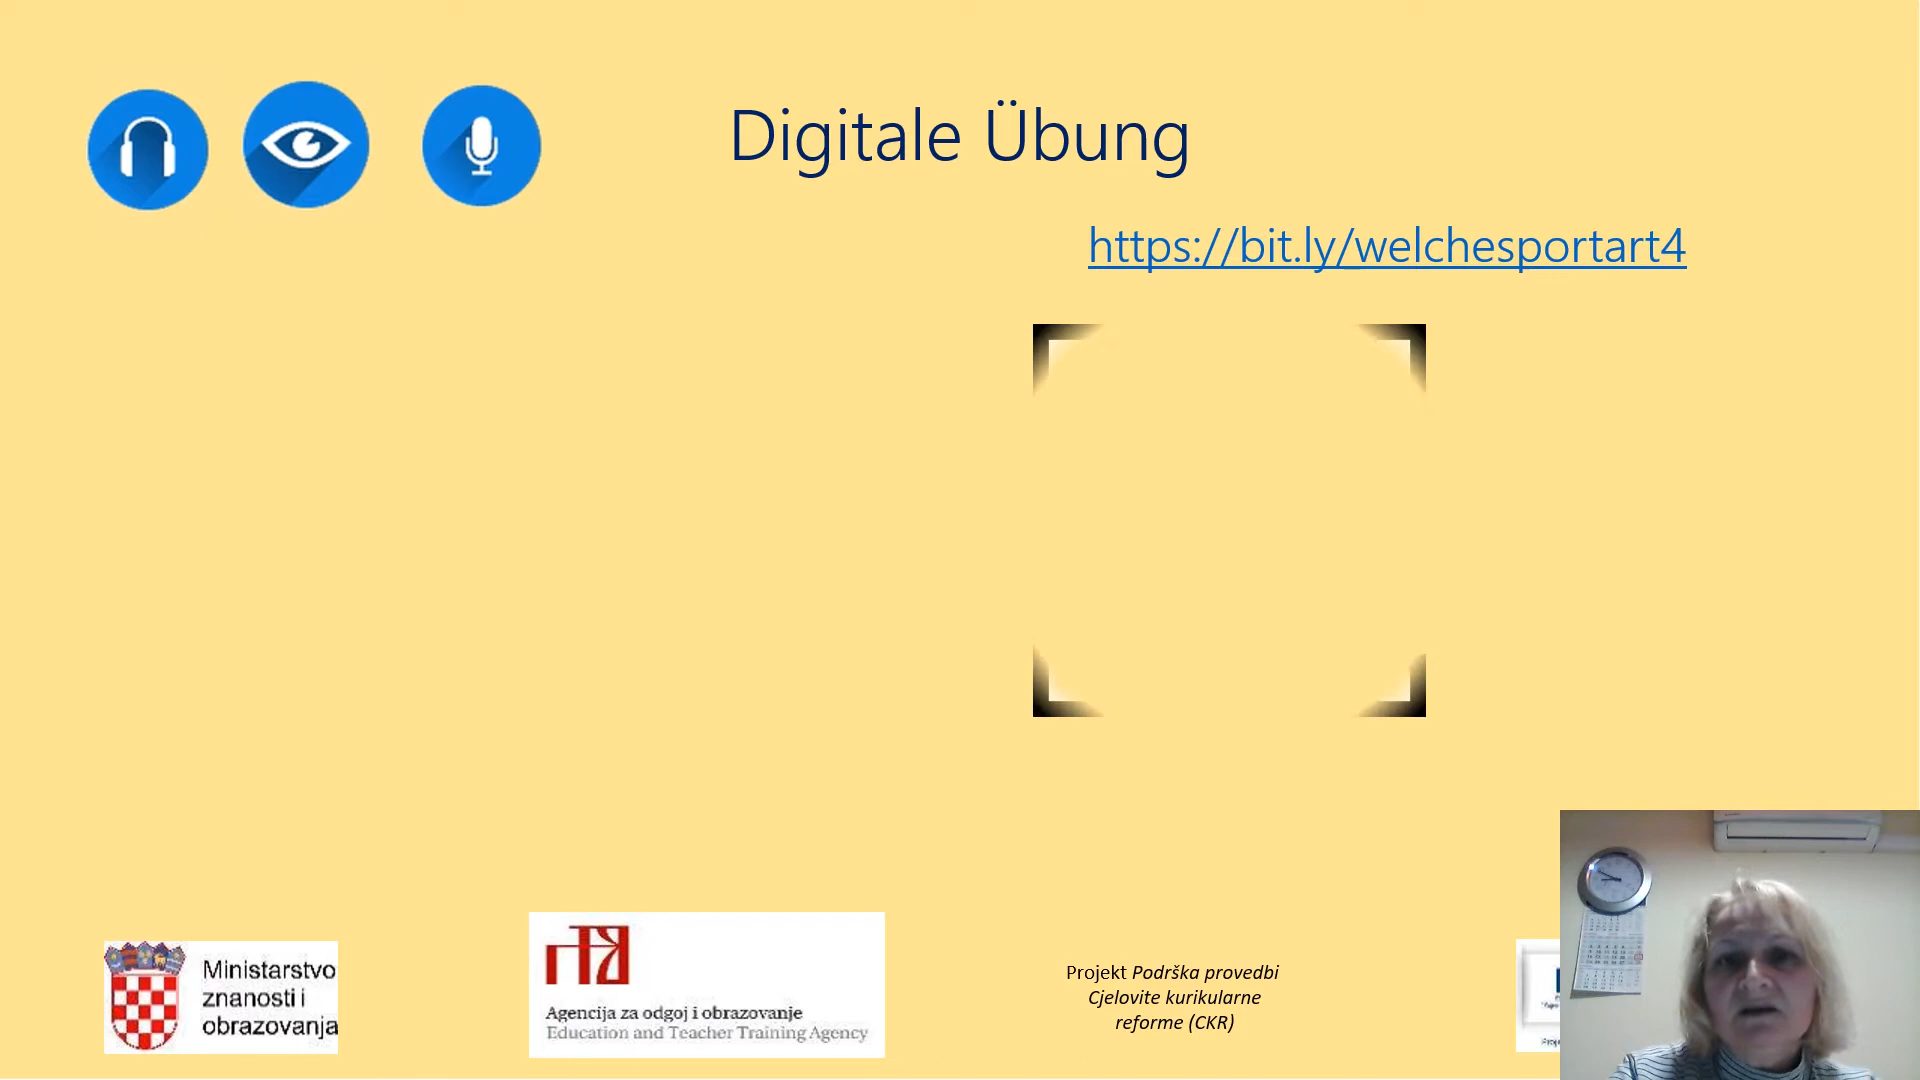 Digitale Übung
https://bit.ly/welchesportart4
Ministarstvo
znanosti i
obrazovanja
Agencija za odgoj i obrazovanje
Education and Teacher Training Agency
Projekt Podrška provedbi
Cjelovite kurikularne
reforme (CKR)